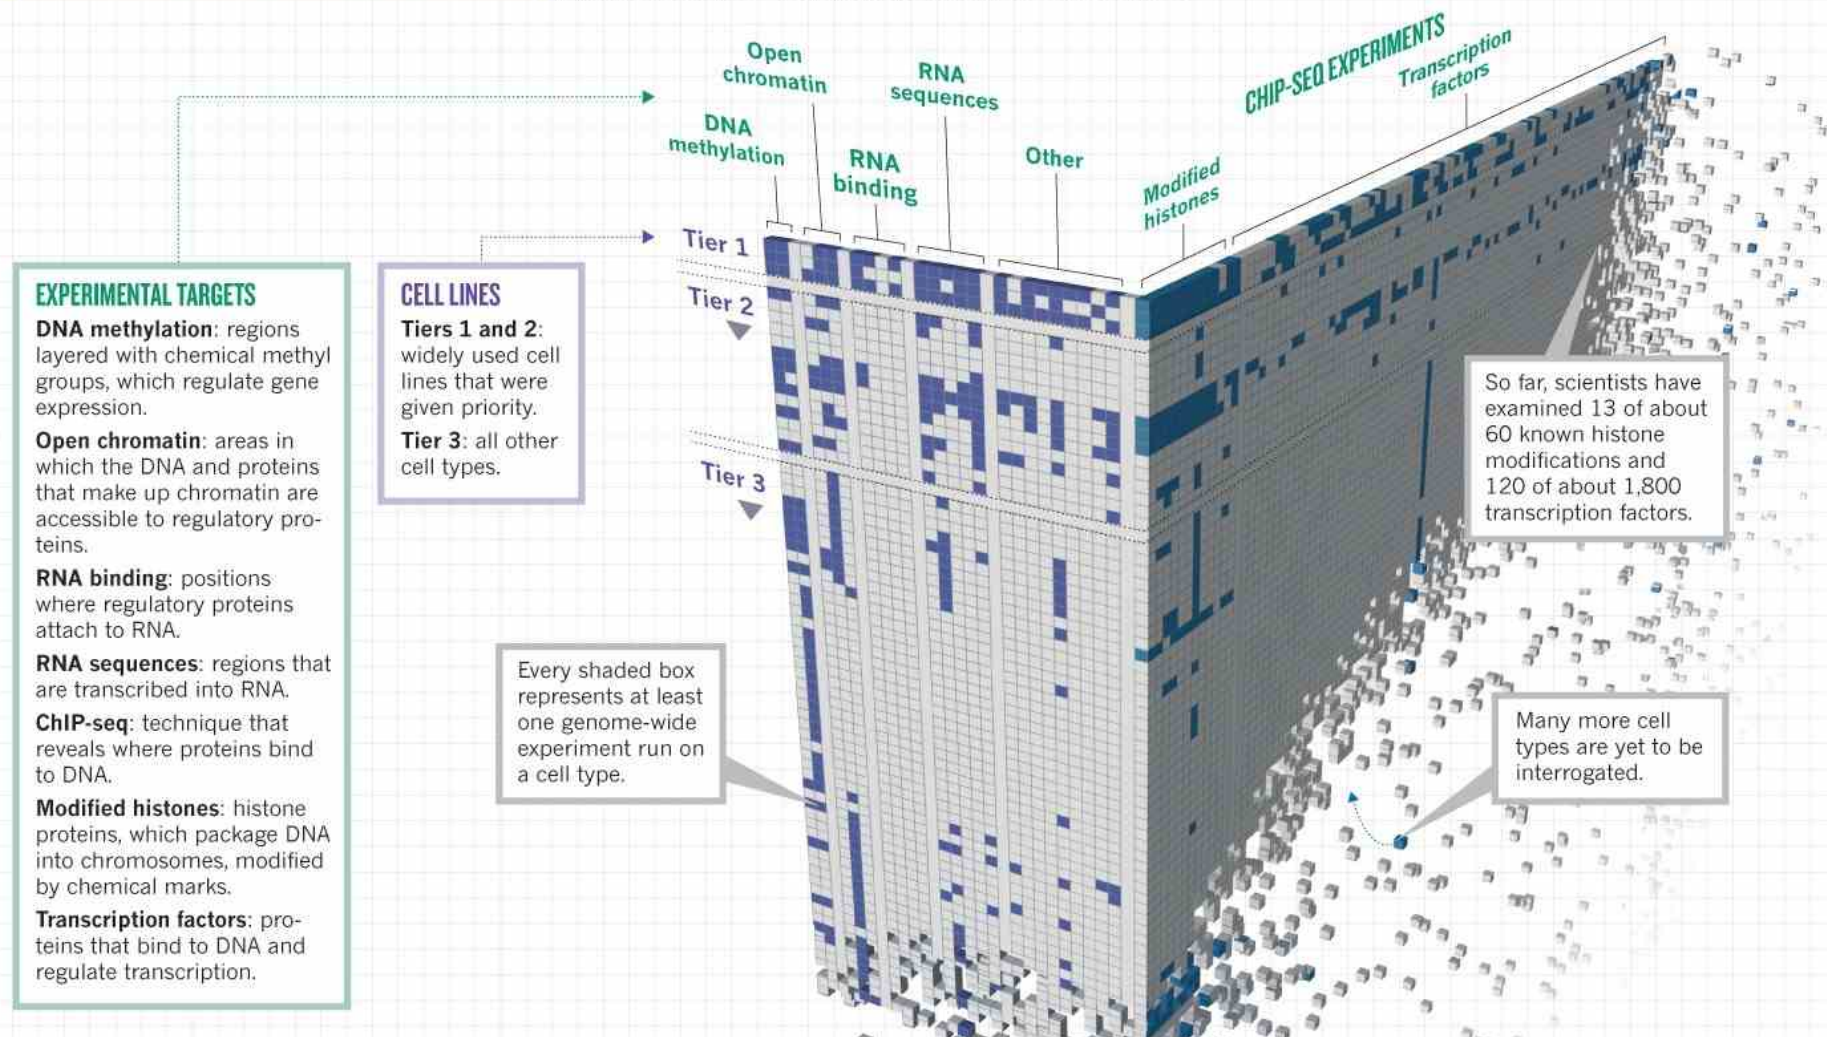 Open
chromatin
RNA
sequences
DNA
methylation
RNA
binding
Other
CHIP-SEQ EXPERIMENTS
Transcription
factors
Modified
histones
Tier 1
Tier 2
Tier 3
EXPERIMENTAL TARGETS
DNA methylation: regions
layered with chemical methyl
groups, which regulate gene
expression.
Open chromatin: areas in
which the DNA and proteins
that make up chromatin are
accessible to regulatory pro-
teins.
RNA binding: positions
where regulatory proteins
attach to RNA.
RNA sequences: regions that
are transcribed into RNA.
ChIP-seq: technique that
reveals where proteins bind
to DNA.
Modified histones: histone
proteins, which package DNA
into chromosomes, modified
by chemical marks.
Transcription factors: pro-
teins that bind to DNA and
regulate transcription.
CELL LINES
Tiers 1 and 2:
widely used cell
lines that were
given priority.
Tier 3: all other
cell types.
Every shaded box
represents at least
one genome-wide
experiment run on
a cell type.
So far, scientists have
examined 13 of about
60 known histone
modifications and
120 of about 1,800
transcription factors.
Many more cell
types are yet to be
interrogated.